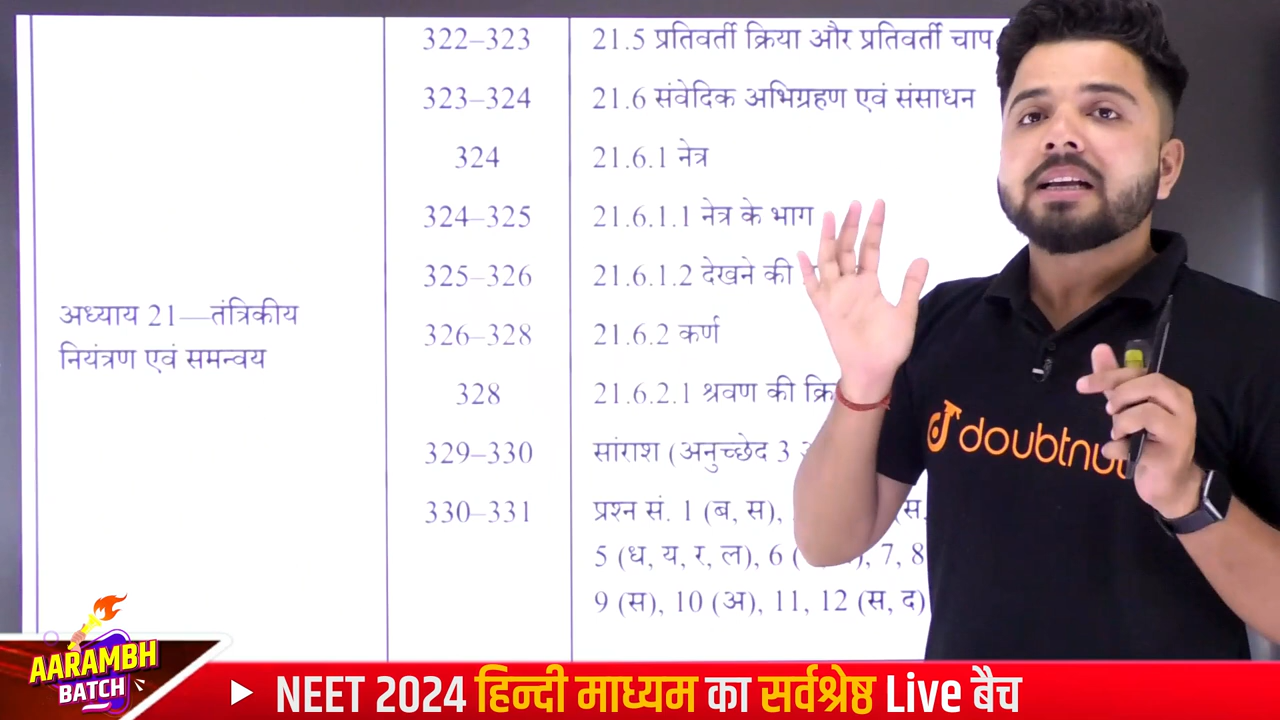 322–323 21.5 प्रतिवर्ती क्रिया और प्रतिवर्ती चाप
323–324 21.6 संवेदिक अभिग्रहण एवं संसाधन
324 21.6.1 नेत्र
324–325 21.6.1.1 नेत्र के भाग
325–326 21.6.1.2 देखने की
अध्याय 21—तंत्रिकीय
नियंत्रण एवं समन्वय
326–328 21.6.2 कर्ण
328 21.6.2.1 श्रवण की
329–330 सांराश (अनुच्छेद 3
330–331 प्रश्न सं. 1 (ब, स),
5 (ध, य, र, ल), 6 ( 7, 8
9 (स), 10 (अ), 11, 12 (स, द)
doubtnut
AARAMBH
BATCH
NEET 2024 हिन्दी माध्यम का सर्वश्रेष्ठ Live बैच